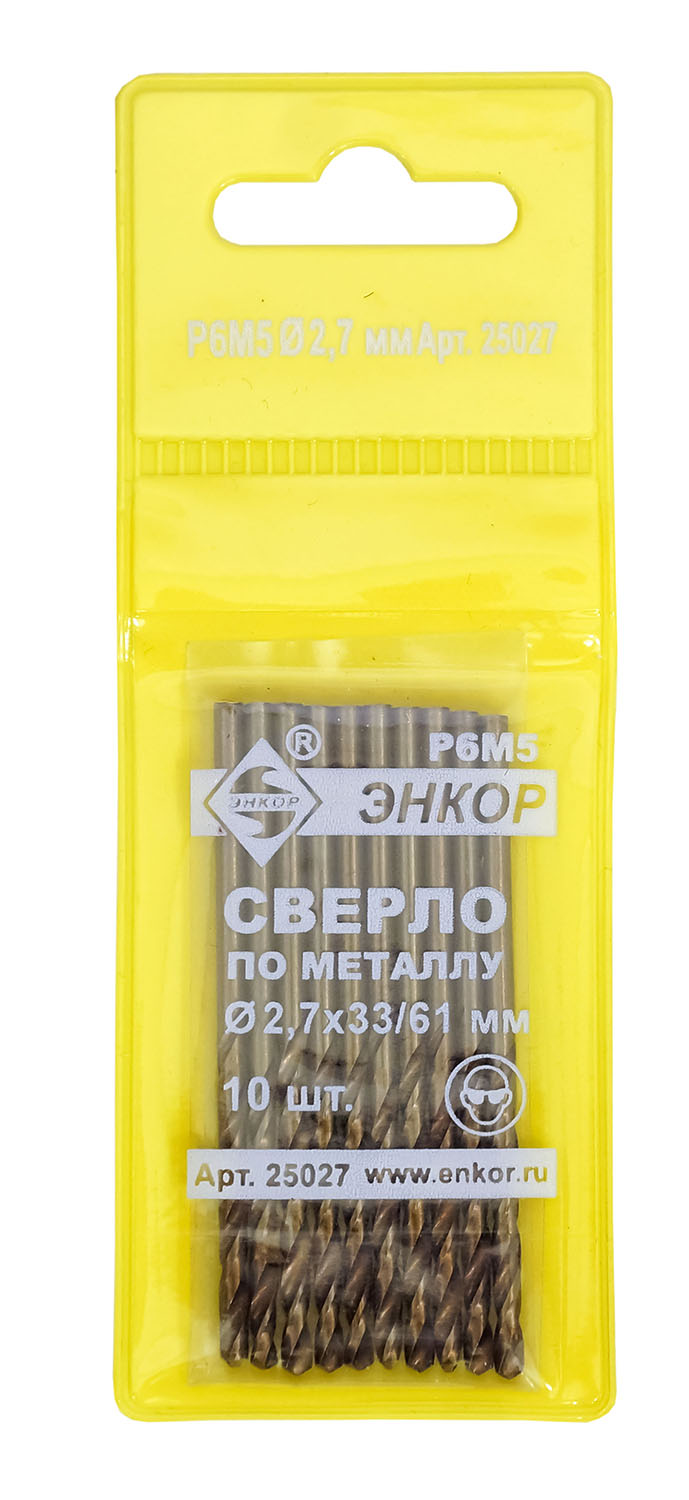 Р6М5 Ø 2,7 мм Арт. 25027
® Р6М5
ЭНКОР ЭНКОР
СВЕРЛО
ПО МЕТАЛЛУ
Ø 2,7х33/61 мм
10 шт.
Арт. 25027 www.enkor.ru